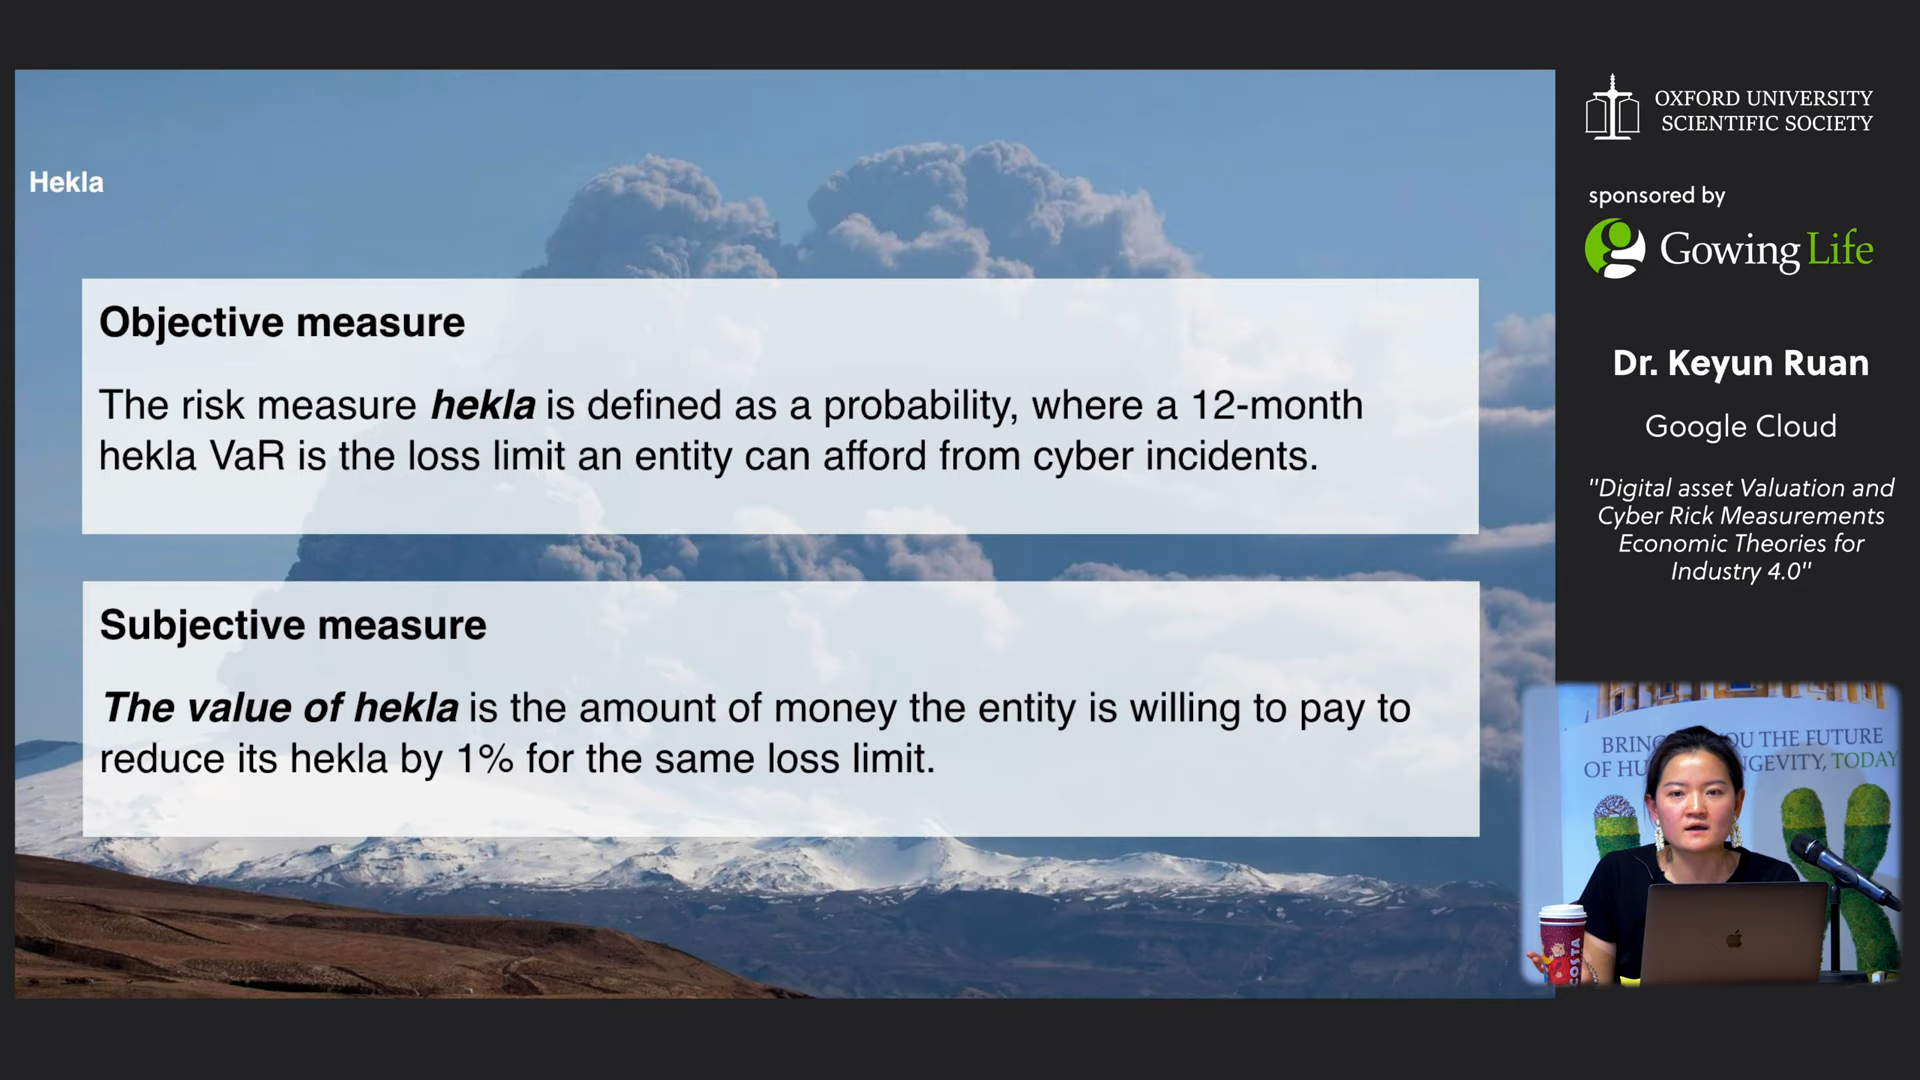 Hekla
Objective measure
The risk measure hekla is defined as a probability, where a 12-month
hekla VaR is the loss limit an entity can afford from cyber incidents.
Subjective measure
The value of hekla is the amount of money the entity is willing to pay to
reduce its hekla by 1% for the same loss limit.
OXFORD UNIVERSITY
SCIENTIFIC SOCIETY
sponsored by
Gowing Life
Dr. Keyun Ruan
Google Cloud
"Digital asset Valuation and
Cyber Rick Measurements
Economic Theories for
Industry 4.0"
YOU THE FUTURE
TODAY
COSTA